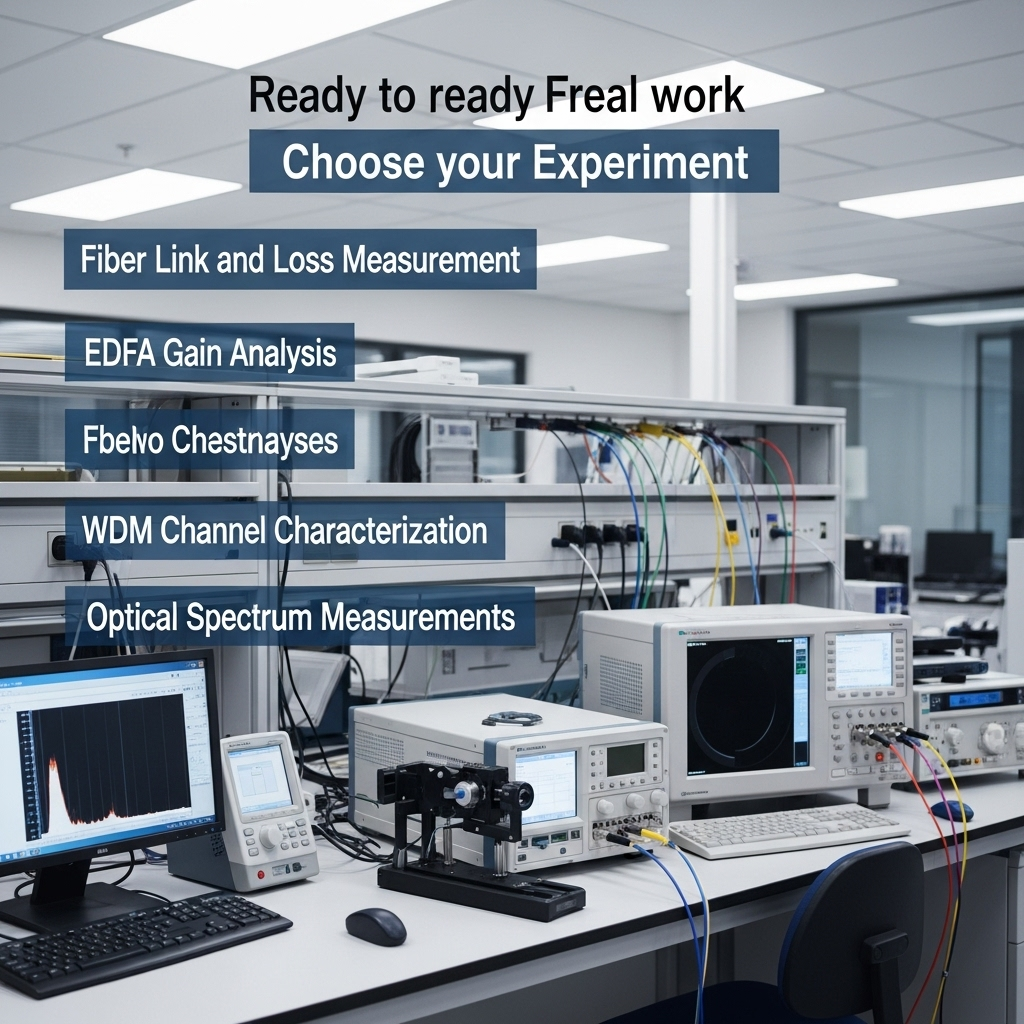 Ready to ready Freal work
Choose your Experiment
Fiber Link and Loss Measurement
EDFA Gain Analysis
Fbelvo Chestnayses
WDM Channel Characterization
Optical Spectrum Measurements